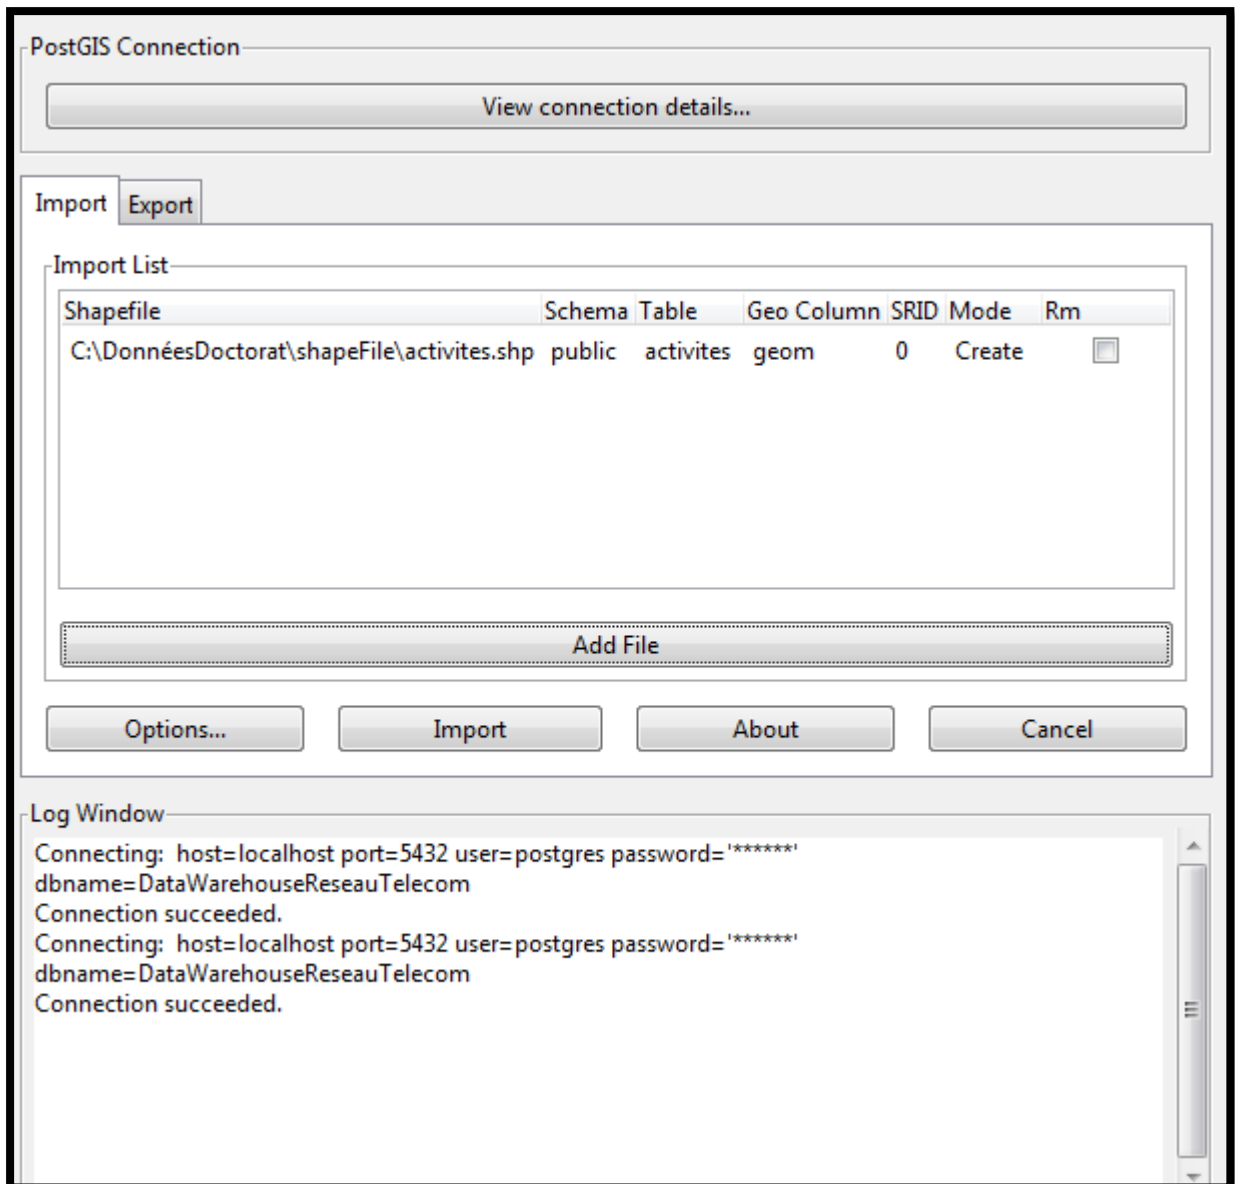 PostGIS Connection
View connection details...
Import Export
Import List
Shapefile Schema Table Geo Column SRID Mode Rm
C:\DonnéesDoctorat\shapeFile\activites.shp public activites geom 0 Create
Add File
Options... Import About Cancel
Log Window
Connecting: host=localhost port=5432 user=postgres password='******'
dbname=DataWarehouseReseauTelecom
Connection succeeded.
Connecting: host=localhost port=5432 user=postgres password='******'
dbname=DataWarehouseReseauTelecom
Connection succeeded.